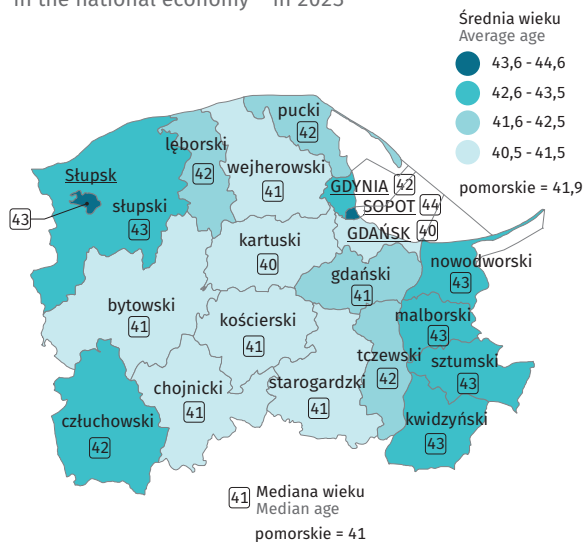 in the national economy in 2023
Średnia wieku
Average age
43,6 - 44,6
42,6 - 43,5
41,6 - 42,5
40,5 - 41,5
pomorskie = 41,9
pucki
42
lęborski
42
wejherowski
41
Słupsk
43
słupski
43
GDYNIA 42
SOPOT 44
GDAŃSK 40
kartuski
40
nowodworski
43
gdański
41
bytowski
41
kościerski
41
malborski
43
tczewski
42
sztumski
43
chojnicki
41
starogardzki
41
człuchowski
42
kwidzyński
43
41 Mediana wieku
Median age
pomorskie = 41